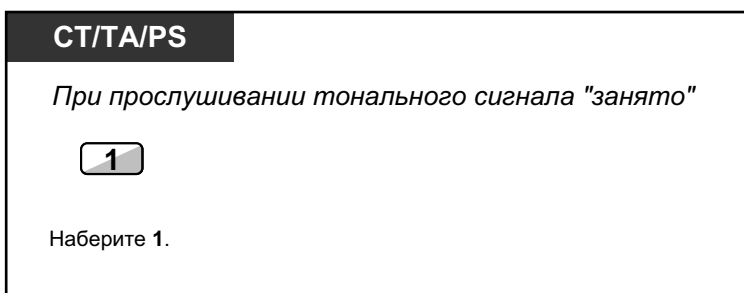 CT/TA/PS
При прослушивании тонального сигнала "занято"
1
Наберите 1.